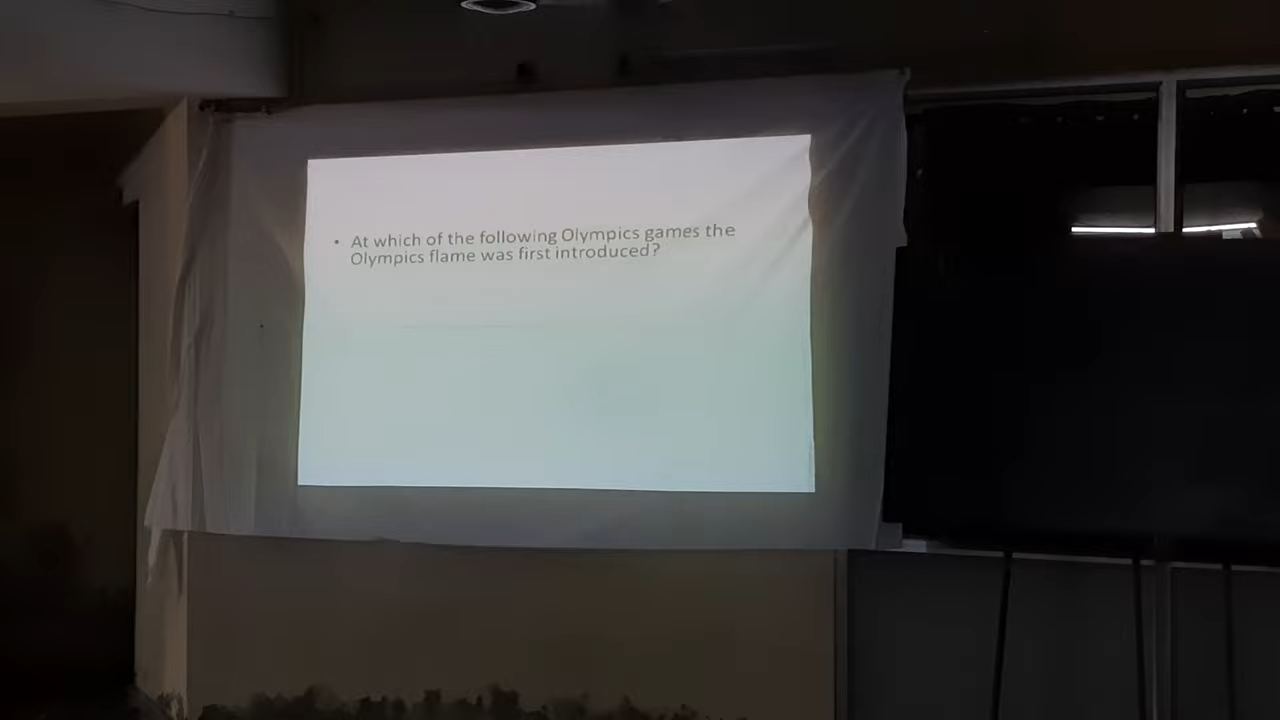 • At which of the following Olympics games the
Olympics flame was first introduced?